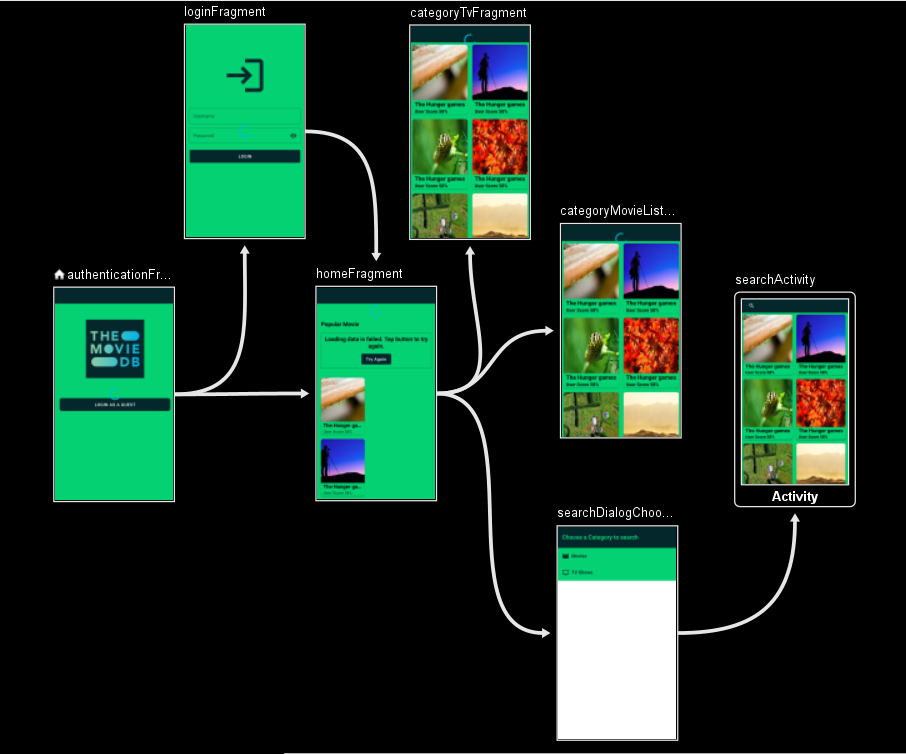 loginFragment
Username
Password
LOGIN
categoryTvFragment
The Hunger games
User Score 50%
The Hunger games
User Score 50%
The Hunger games
User Score 50%
The Hunger games
User Score 50%
categoryMovieList...
The Hunger games
User Score 50%
The Hunger games
User Score 50%
The Hunger games
User Score 50%
The Hunger games
User Score 50%
authenticationFr...
THE
MOVIE
DB
LOGIN AS A GUEST
homeFragment
Popular Movie
Loading data is failed. Tap button to try
again.
Try Again
The Hunger ga...
User Score 50%
The Hunger ga...
User Score 50%
searchActivity
The Hunger games
User Score 50%
The Hunger games
User Score 50%
The Hunger games
User Score 50%
The Hunger games
User Score 50%
Activity
searchDialogChoo...
Choose a Category to search
Movies
TV Movies